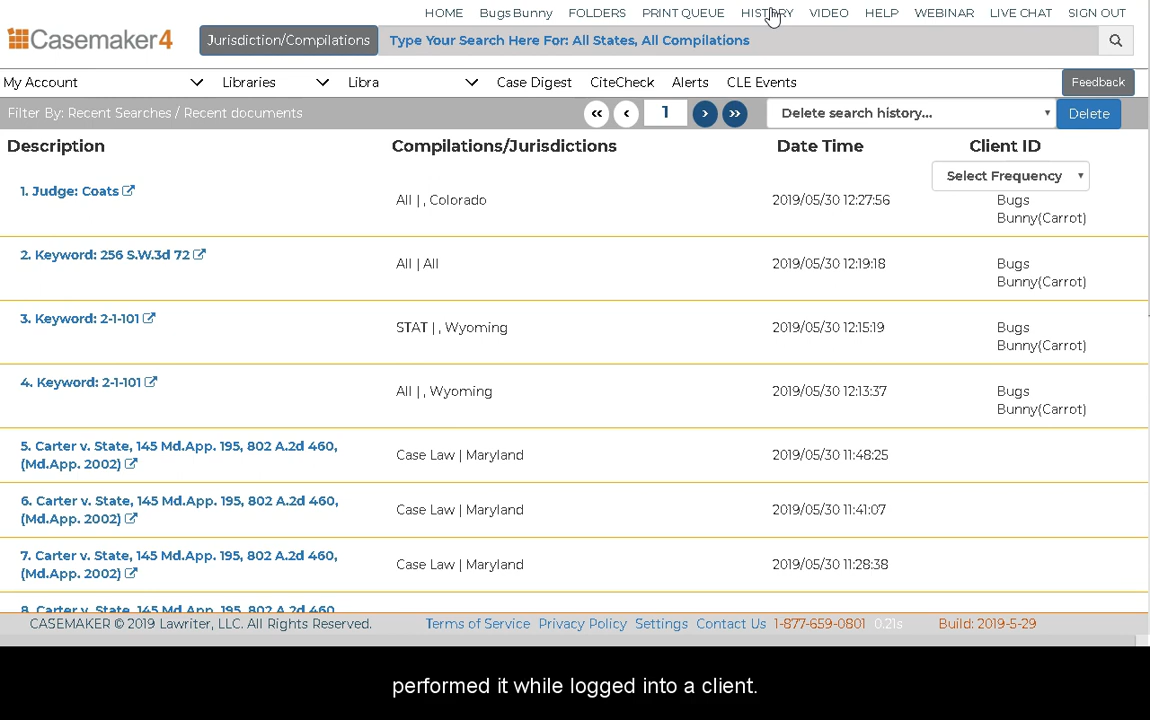 HOME Bugs Bunny FOLDERS PRINT QUEUE HISTORY VIDEO HELP WEBINAR LIVE CHAT SIGN OUT
Casemaker4 Jurisdiction/Compilations Type Your Search Here For: All States, All Compilations
My Account Libraries Libra Case Digest CiteCheck Alerts CLE Events Feedback
Filter By: Recent Searches / Recent documents « ‹ 1 › » Delete search history... Delete
Description Compilations/Jurisdictions Date Time Client ID
Select Frequency
1. Judge: Coats All | , Colorado 2019/05/30 12:27:56 Bugs
Bunny(Carrot)
2. Keyword: 256 S.W.3d 72 All | All 2019/05/30 12:19:18 Bugs
Bunny(Carrot)
3. Keyword: 2-1-101 STAT | , Wyoming 2019/05/30 12:15:19 Bugs
Bunny(Carrot)
4. Keyword: 2-1-101 All | , Wyoming 2019/05/30 12:13:37 Bugs
Bunny(Carrot)
5. Carter v. State, 145 Md.App. 195, 802 A.2d 460, Case Law | Maryland 2019/05/30 11:48:25
(Md.App. 2002)
6. Carter v. State, 145 Md.App. 195, 802 A.2d 460, Case Law | Maryland 2019/05/30 11:41:07
(Md.App. 2002)
7. Carter v. State, 145 Md.App. 195, 802 A.2d 460, Case Law | Maryland 2019/05/30 11:28:38
(Md.App. 2002)
8. Carter v. State, 145 Md.App. 195, 802 A.2d 460,
CASEMAKER © 2019 Lawriter, LLC. All Rights Reserved. Terms of Service Privacy Policy Settings Contact Us 1-877-659-0801 0.21s Build: 2019-5-29
performed it while logged into a client.